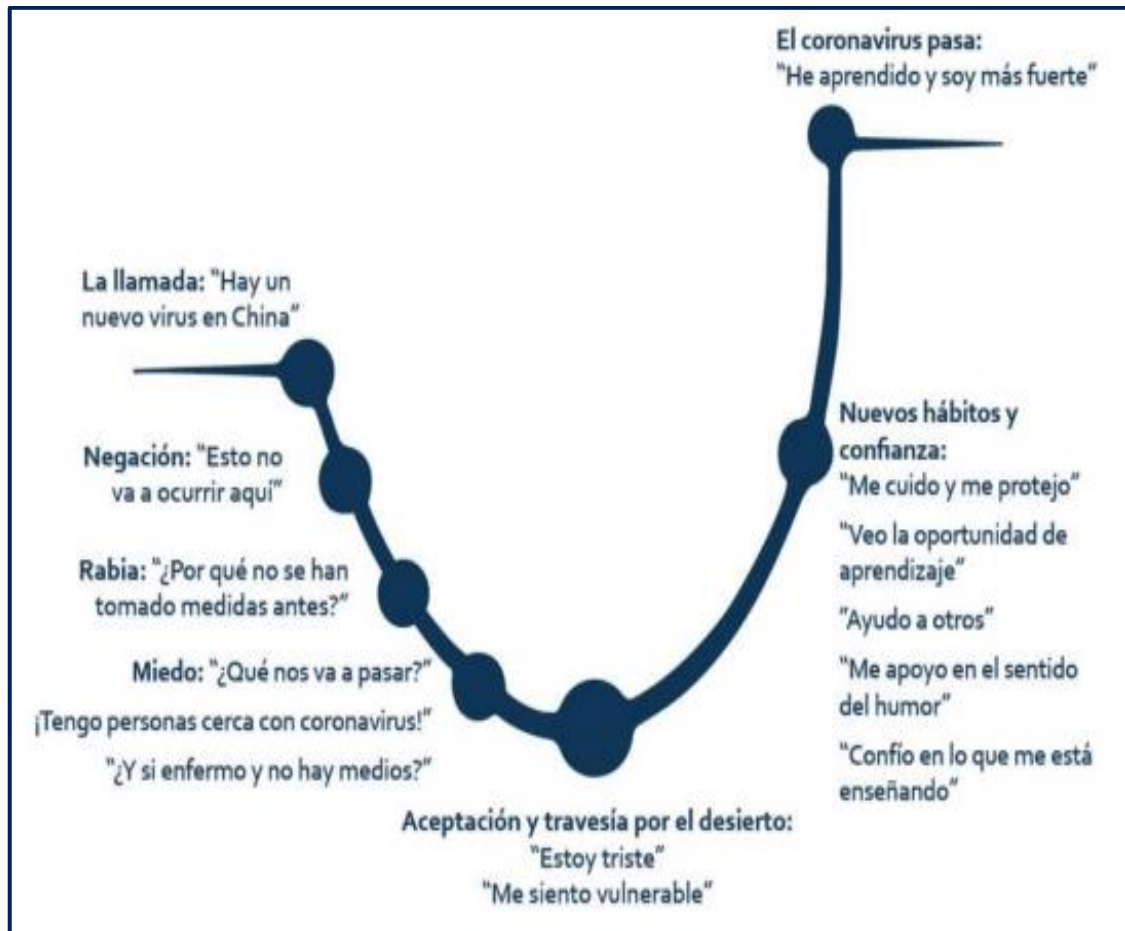 El coronavirus pasa:
“He aprendido y soy más fuerte”
La llamada: “Hay un
nuevo virus en China”
Negación: “Esto no
va a ocurrir aquí”
Rabia: “¿Por qué no se han
tomado medidas antes?”
Miedo: “¿Qué nos va a pasar?”
¡Tengo personas cerca con coronavirus!”
“¿Y si enfermo y no hay medios?”
Aceptación y travesía por el desierto:
“Estoy triste”
“Me siento vulnerable”
Nuevos hábitos y
confianza:
“Me cuido y me protejo”
“Veo la oportunidad de
aprendizaje”
”Ayudo a otros”
“Me apoyo en el sentido
del humor”
“Confío en lo que me está
enseñando”